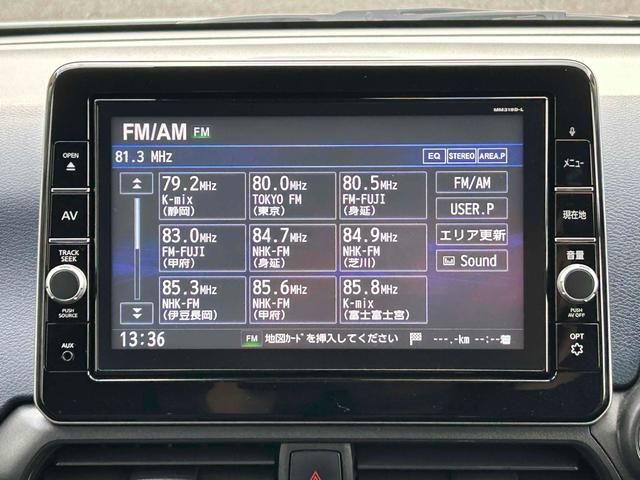 MM319D-L
OPEN
AV
TRACK
SEEK
PUSH
SOURCE
AUX
FM/AM FM
81.3 MHz EQ STEREO AREA.P
79.2MHz
K-mix
(静岡)
80.0MHz
TOKYO FM
(東京)
80.5MHz
FM-FUJI
(身延)
83.0MHz
FM-FUJI
(甲府)
84.7MHz
NHK-FM
(身延)
84.9MHz
NHK-FM
(芝川)
85.3MHz
NHK-FM
(伊豆長岡)
85.6MHz
NHK-FM
(甲府)
85.8MHz
K-mix
(富士富士宮)
FM/AM
USER.P
エリア更新
Sound
13:36 FM 地図ｶｰﾄﾞを挿入してください ---.-km --:--
メニュー
現在地
音量
PUSH
AV OFF
OPT